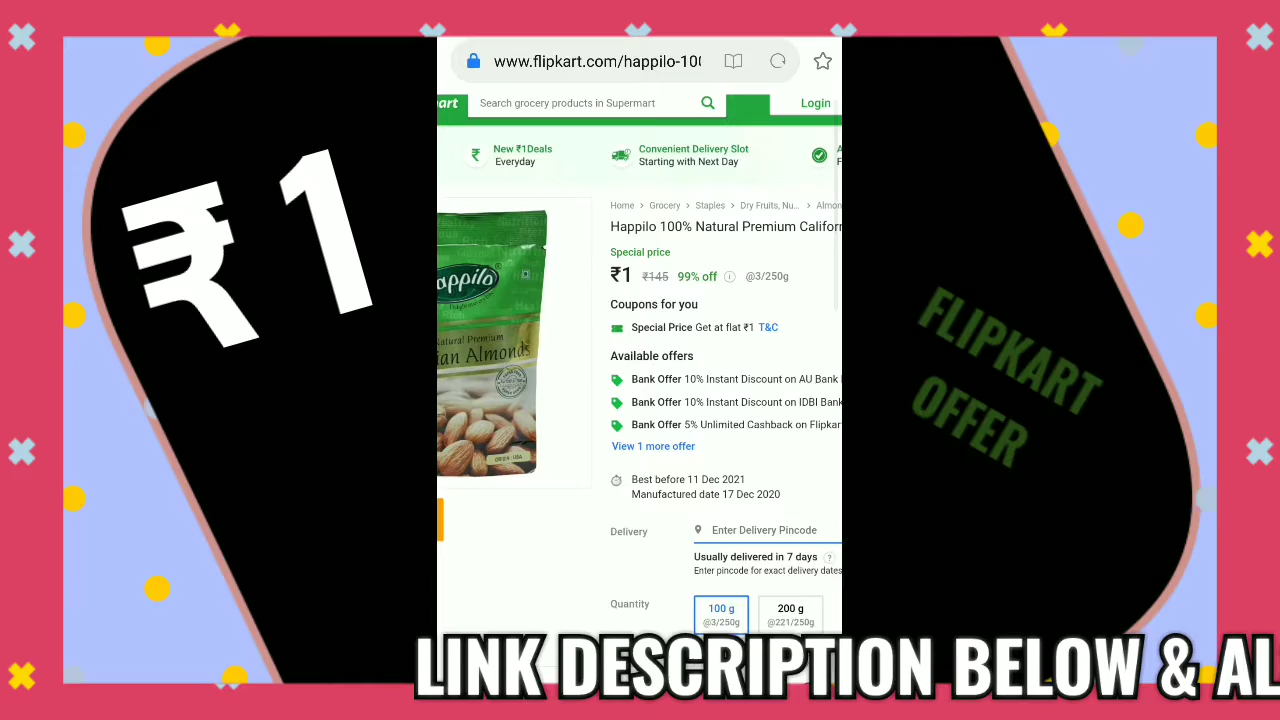 ₹ 1
FLIPKART
OFFER
www.flipkart.com/happilo-10
art
Search grocery products in Supermart
Login
New ₹1Deals
Everyday
Convenient Delivery Slot
Starting with Next Day
Home > Grocery > Staples > Dry Fruits, Nu... > Almon
Happilo 100% Natural Premium Califor
Special price
₹1 ₹145 99% off @3/250g
Coupons for you
Special Price Get at flat ₹1 T&C
Available offers
Bank Offer 10% Instant Discount on AU Bank
Bank Offer 10% Instant Discount on IDBI Bank
Bank Offer 5% Unlimited Cashback on Flipkar
View 1 more offer
Best before 11 Dec 2021
Manufactured date 17 Dec 2020
Delivery
Enter Delivery Pincode
Usually delivered in 7 days ?
Enter pincode for exact delivery dates
Quantity
100 g
@3/250g
200 g
@221/250g
appilo
Natural Premium
ian Almonds
LINK DESCRIPTION BELOW & AL